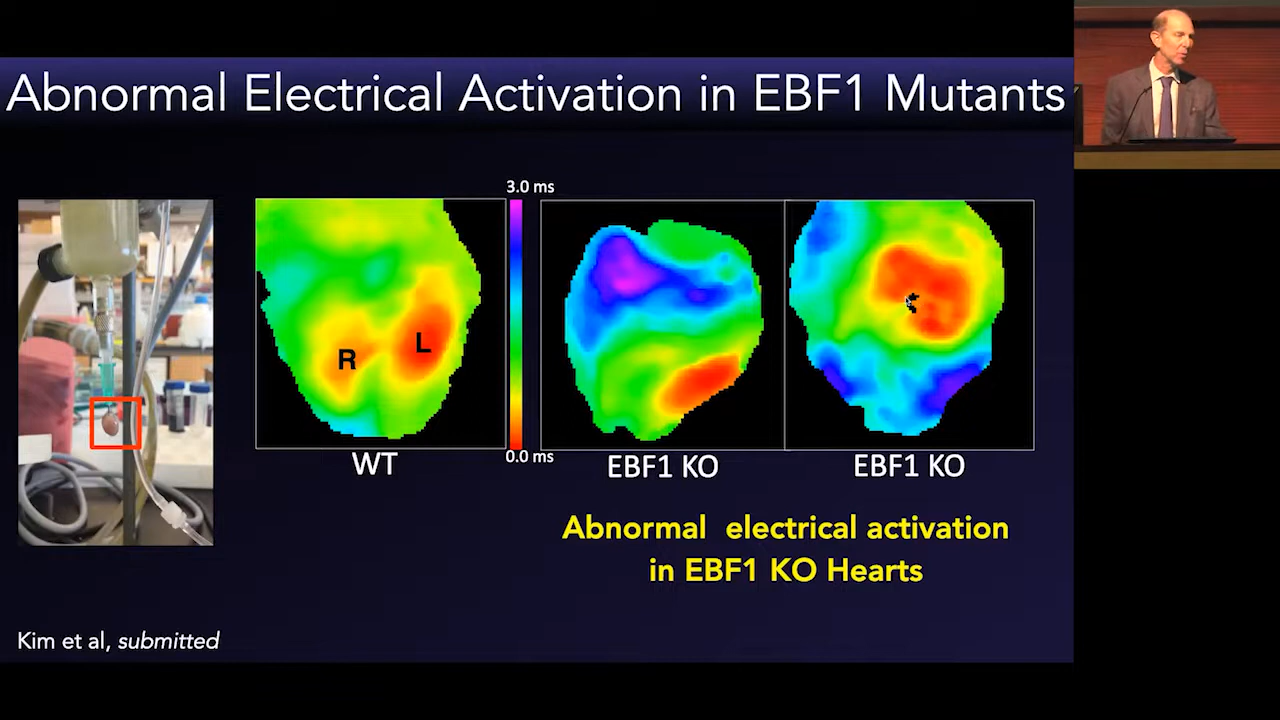 Abnormal Electrical Activation in EBF1 Mutants
3.0 ms
R
L
0.0 ms
WT
EBF1 KO
EBF1 KO
Abnormal electrical activation
in EBF1 KO Hearts
Kim et al, submitted